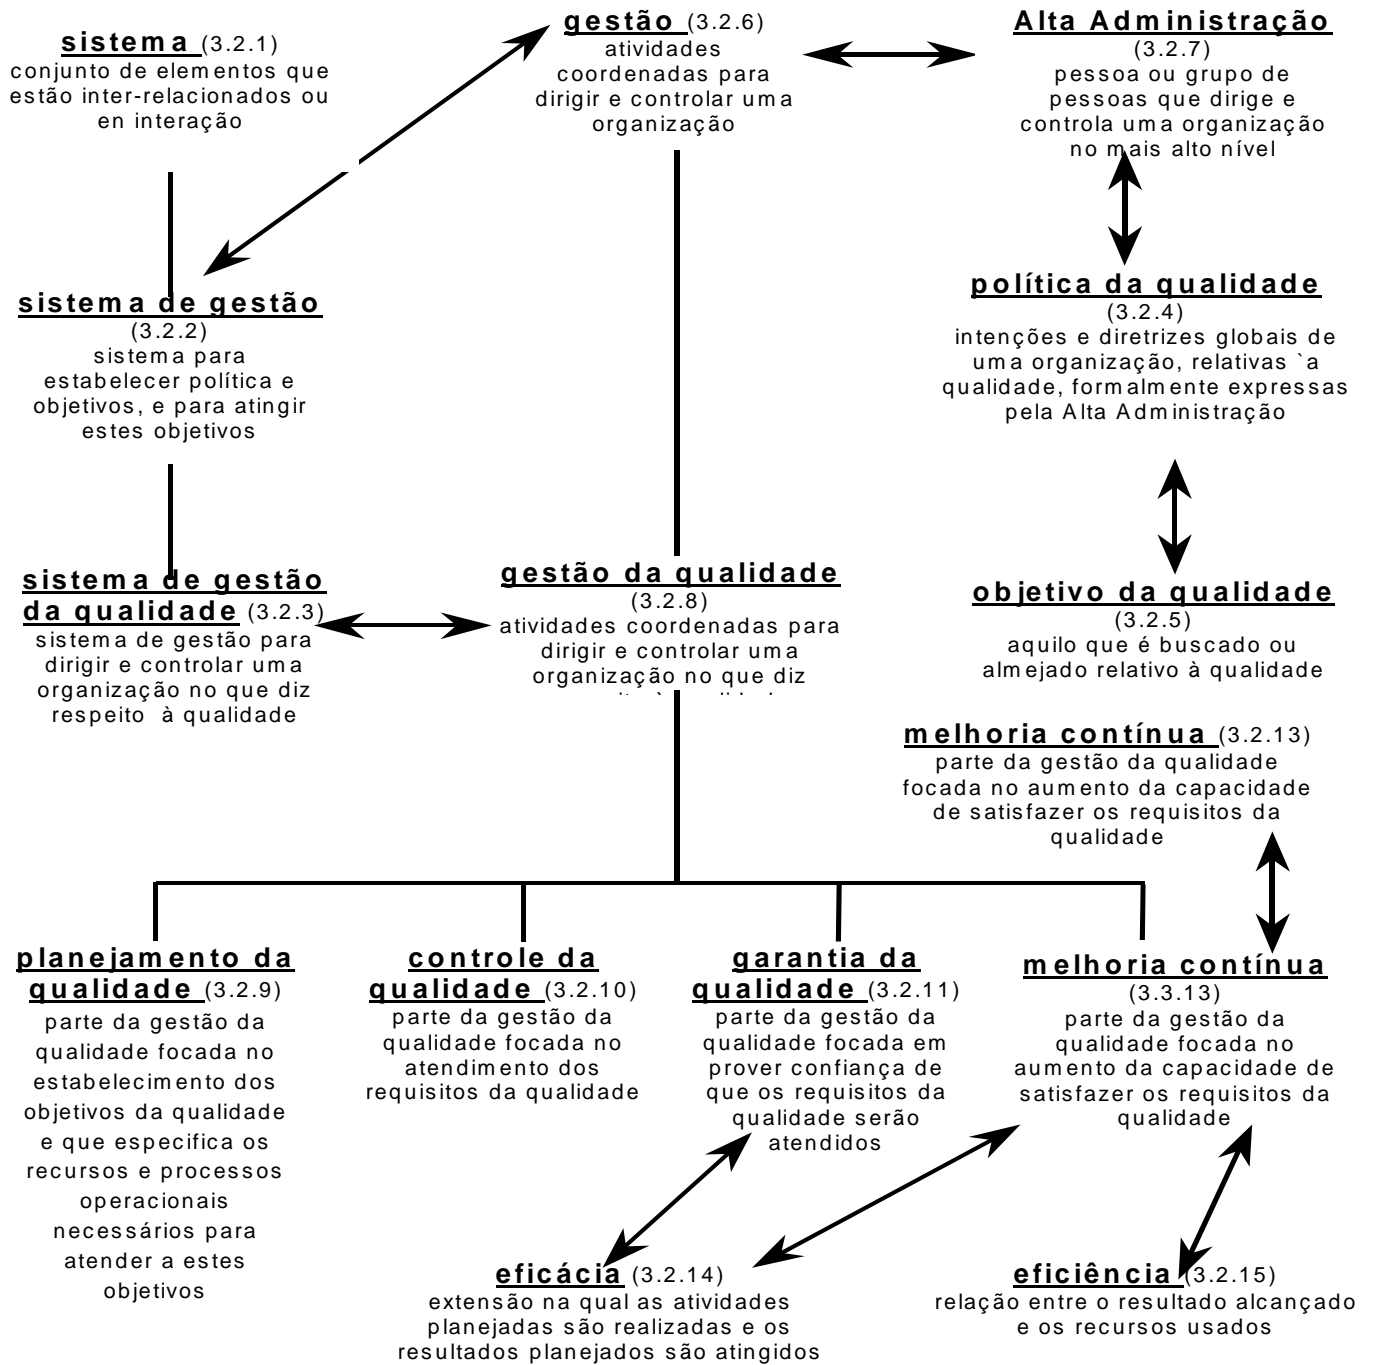 sistema (3.2.1)
conjunto de elementos que
estão inter-relacionados ou
en interação
gestão (3.2.6)
atividades
coordenadas para
dirigir e controlar uma
organização
Alta Administração
(3.2.7)
pessoa ou grupo de
pessoas que dirige e
controla uma organização
no mais alto nível
sistema de gestão
(3.2.2)
sistema para
estabelecer política e
objetivos, e para atingir
estes objetivos
política da qualidade
(3.2.4)
intenções e diretrizes globais de
uma organização, relativas `a
qualidade, formalmente expressas
pela Alta Administração
sistema de gestão
da qualidade (3.2.3)
sistema de gestão para
dirigir e controlar uma
organização no que diz
respeito à qualidade
gestão da qualidade
(3.2.8)
atividades coordenadas para
dirigir e controlar uma
organização no que diz
objetivo da qualidade
(3.2.5)
aquilo que é buscado ou
almejado relativo à qualidade
melhoria contínua (3.2.13)
parte da gestão da qualidade
focada no aumento da capacidade
de satisfazer os requisitos da
qualidade
planejamento da
qualidade (3.2.9)
parte da gestão da
qualidade focada no
estabelecimento dos
objetivos da qualidade
e que especifica os
recursos e processos
operacionais
necessários para
atender a estes
objetivos
controle da
qualidade (3.2.10)
parte da gestão da
qualidade focada no
atendimento dos
requisitos da qualidade
garantia da
qualidade (3.2.11)
parte da gestão da
qualidade focada em
prover confiança de
que os requisitos da
qualidade serão
atendidos
melhoria contínua
(3.3.13)
parte da gestão da
qualidade focada no
aumento da capacidade de
satisfazer os requisitos da
qualidade
eficácia (3.2.14)
extensão na qual as atividades
planejadas são realizadas e os
resultados planejados são atingidos
eficiência (3.2.15)
relação entre o resultado alcançado
e os recursos usados